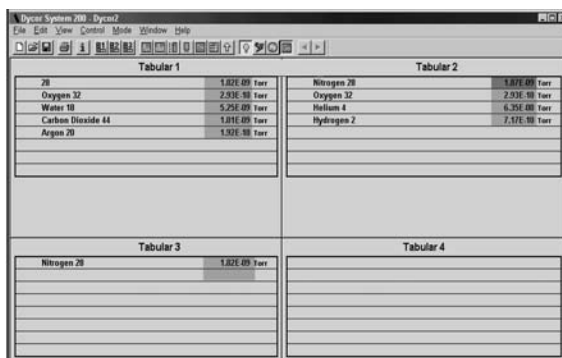 Dycor System 200 - Dycor2
File Edit View Control Mode Window Help
Tabular 1
28 1.82E-09 Torr
Oxygen 32 2.93E-10 Torr
Water 18 5.25E-09 Torr
Carbon Dioxide 44 1.01E-09 Torr
Argon 20 1.92E-10 Torr
Tabular 2
Nitrogen 28 1.87E-09 Torr
Oxygen 32 2.93E-10 Torr
Helium 4 6.35E-08 Torr
Hydrogen 2 7.17E-10 Torr
Tabular 3
Nitrogen 28 1.82E-09 Torr
Tabular 4